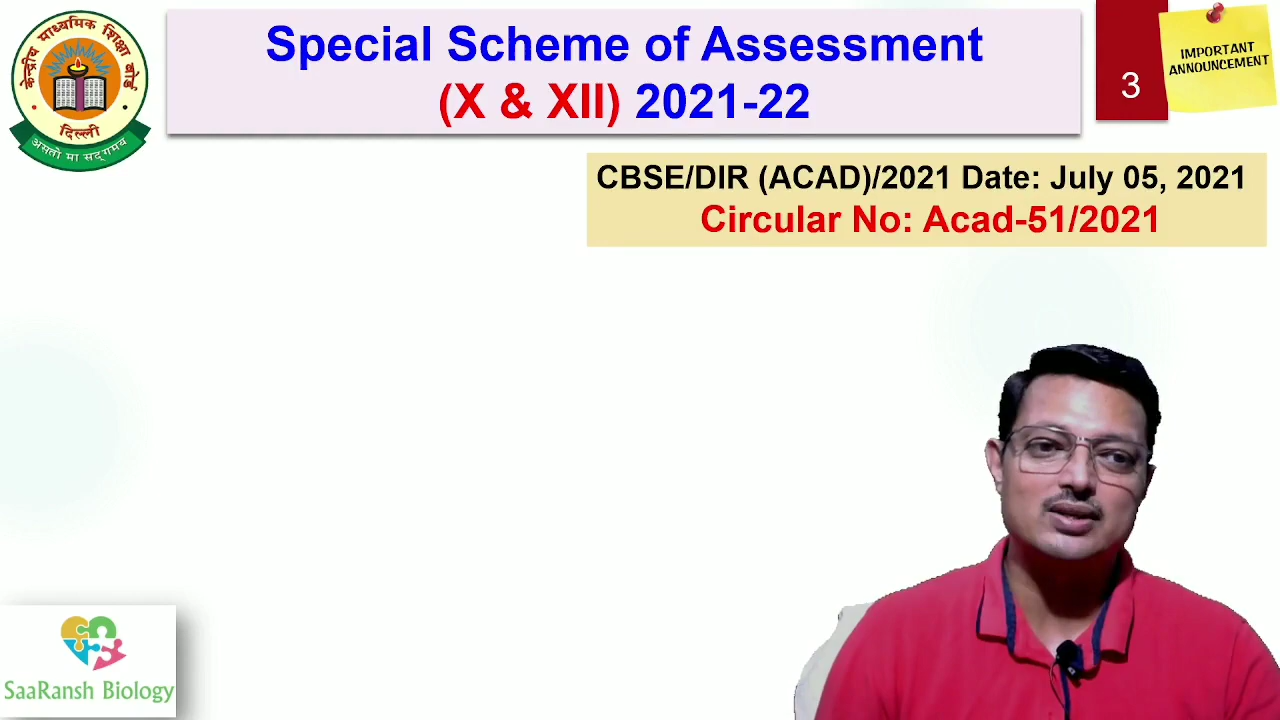 केन्द्रीय माध्यमिक शिक्षा बोर्ड
दिल्ली
असतो मा सद्गमय
Special Scheme of Assessment
(X & XII) 2021-22
3
IMPORTANT
ANNOUNCEMENT
CBSE/DIR (ACAD)/2021 Date: July 05, 2021
Circular No: Acad-51/2021
SaaRansh Biology